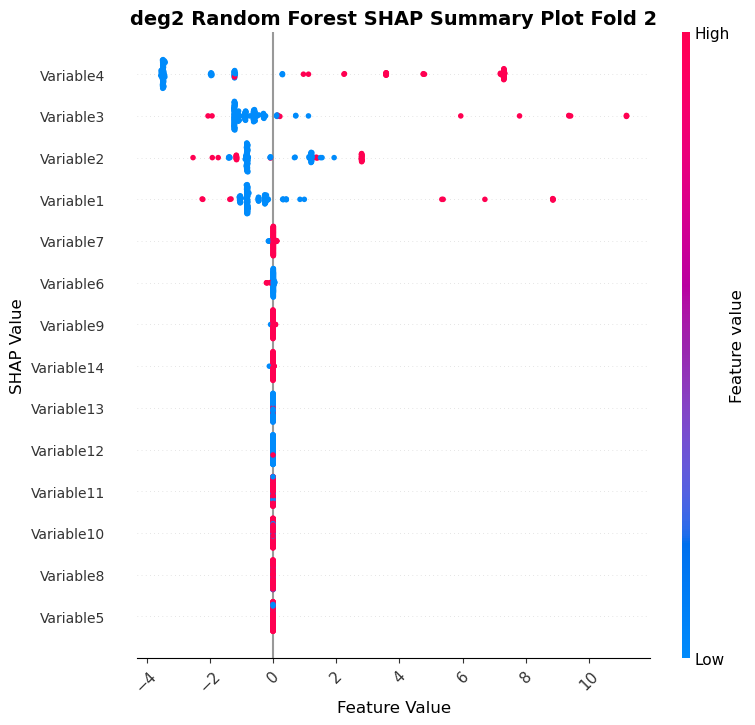 deg2 Random Forest SHAP Summary Plot Fold 2
High
Variable4
Variable3
Variable2
Variable1
Variable7
Variable6
Variable9
Variable14
Variable13
Variable12
Variable11
Variable10
Variable8
Variable5
SHAP Value
Feature value
Low
−4
−2
0
2
4
6
8
10
Feature Value